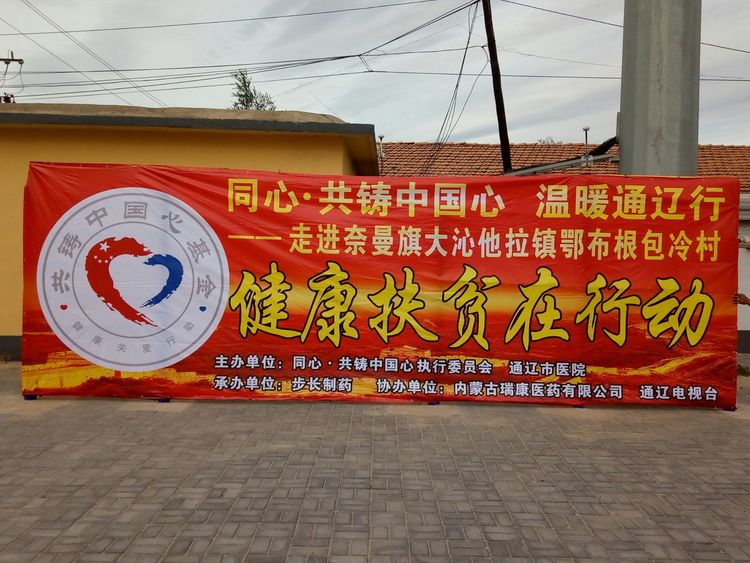 共铸中国心基金
健康关爱行动
同心·共铸中国心 温暖通辽行
——走进奈曼旗大沁他拉镇鄂布根包冷村
健康扶贫在行动
主办单位：同心·共铸中国心执行委员会 通辽市医院
承办单位：步长制药 协办单位：内蒙古瑞康医药有限公司 通辽电视台